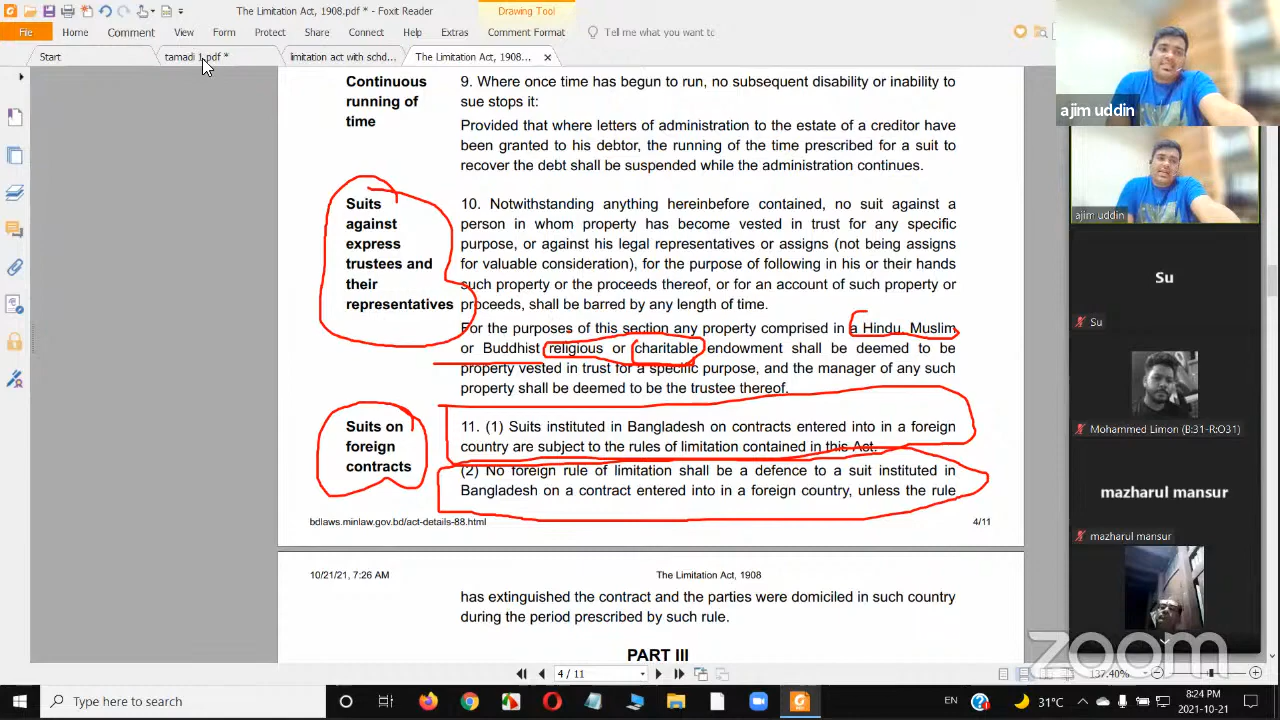 The Limitation Act, 1908.pdf * - Foxit Reader
Drawing Tool
File
Home
Comment
View
Form
Protect
Share
Connect
Help
Extras
Comment Format
Tell me what you want to
Start
tamadi 1.pdf *
limitation act with schd...
The Limitation Act, 1908...
Continuous
running of
time
9. Where once time has begun to run, no subsequent disability or inability to
sue stops it:
Provided that where letters of administration to the estate of a creditor have
been granted to his debtor, the running of the time prescribed for a suit to
recover the debt shall be suspended while the administration continues.
Suits
against
express
trustees and
their
representatives
10. Notwithstanding anything hereinbefore contained, no suit against a
person in whom property has become vested in trust for any specific
purpose, or against his legal representatives or assigns (not being assigns
for valuable consideration), for the purpose of following in his or their hands
such property or the proceeds thereof, or for an account of such property or
proceeds, shall be barred by any length of time.
For the purposes of this section any property comprised in a Hindu, Muslim
or Buddhist religious or charitable endowment shall be deemed to be
property vested in trust for a specific purpose, and the manager of any such
property shall be deemed to be the trustee thereof.
Suits on
foreign
contracts
11. (1) Suits instituted in Bangladesh on contracts entered into in a foreign
country are subject to the rules of limitation contained in this Act.
(2) No foreign rule of limitation shall be a defence to a suit instituted in
Bangladesh on a contract entered into in a foreign country, unless the rule
bdlaws.minlaw.gov.bd/act-details-88.html
4/11
10/21/21, 7:26 AM
The Limitation Act, 1908
has extinguished the contract and the parties were domiciled in such country
during the period prescribed by such rule.
PART III
4 / 11
137.40%
ajim uddin
ajim uddin
Su
Su
Mohammed Limon (B:31-R:O31)
mazharul mansur
mazharul mansur
zoom
Type here to search
31°C
EN
8:24 PM
2021-10-21